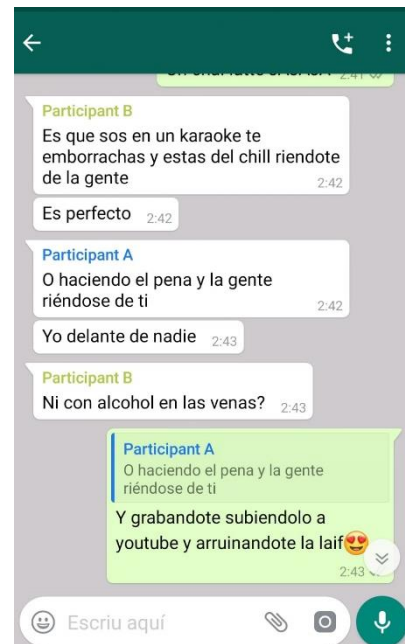 2:41
Participant B
Es que sos en un karaoke te
emborrachas y estas del chill riendote
de la gente
2:42
Es perfecto 2:42
Participant A
O haciendo el pena y la gente
riéndose de ti
2:42
Yo delante de nadie 2:43
Participant B
Ni con alcohol en las venas? 2:43
Participant A
O haciendo el pena y la gente
riéndose de ti
Y grabandote subiendolo a
youtube y arruinandote la laif😍
2:43
Escriu aquí